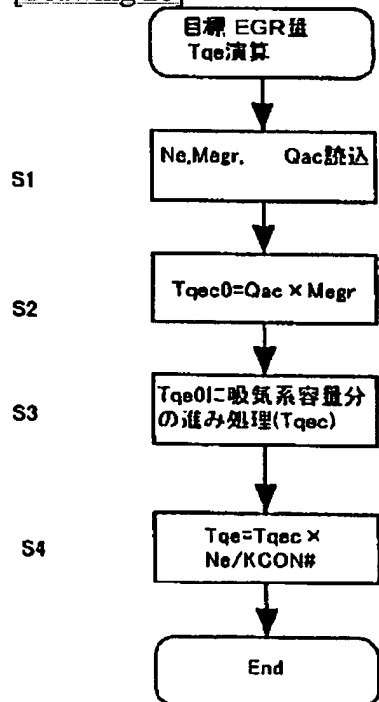 目標 EGR量
Tqe演算
S1
Ne,Megr, Qac読込
S2
Tqec0=Qac×Megr
S3
Tqe0に吸気系容量分
の進み処理(Tqec)
S4
Tqe=Tqec×
Ne/KCON#
End